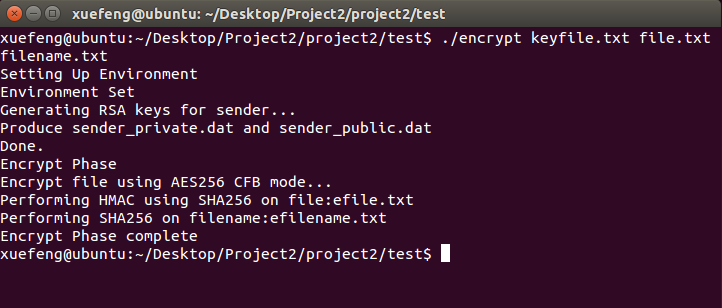 xuefeng@ubuntu: ~/Desktop/Project2/project2/test
xuefeng@ubuntu:~/Desktop/Project2/project2/test$ ./encrypt keyfile.txt file.txt
filename.txt
Setting Up Environment
Environment Set
Generating RSA keys for sender...
Produce sender_private.dat and sender_public.dat
Done.
Encrypt Phase
Encrypt file using AES256 CFB mode...
Performing HMAC using SHA256 on file:efile.txt
Performing SHA256 on filename:efilename.txt
Encrypt Phase complete
xuefeng@ubuntu:~/Desktop/Project2/project2/test$